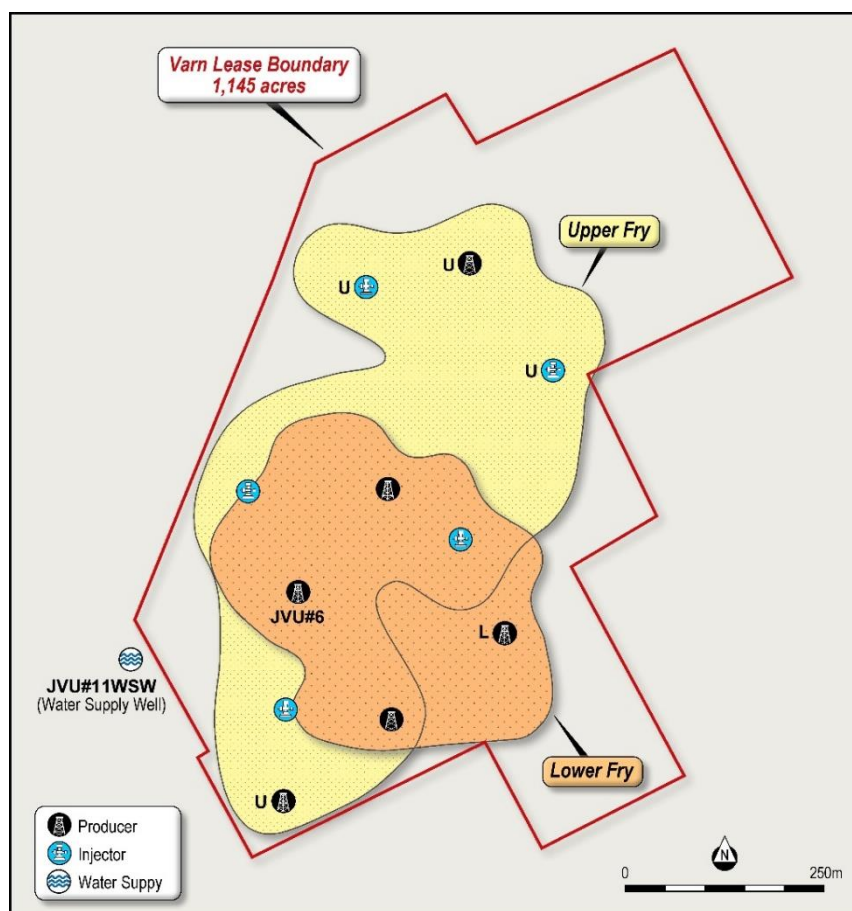 Varn Lease Boundary
1,145 acres
Upper Fry
U
U
U
JVU#6
L
JVU#11WSW
(Water Supply Well)
Lower Fry
U
Producer
Injector
Water Suppy
N
0
250m